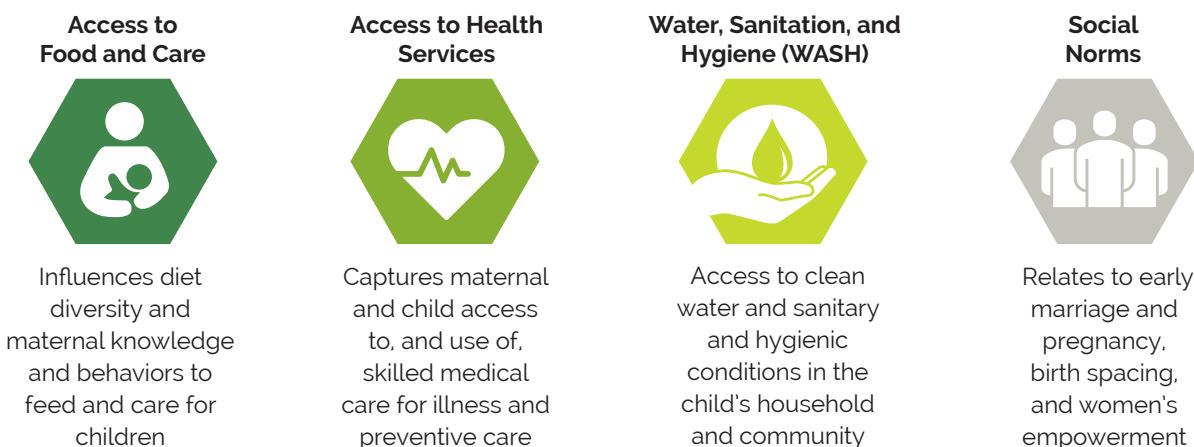 Access to
Food and Care
Influences diet
diversity and
maternal knowledge
and behaviors to
feed and care for
children
Access to Health
Services
Captures maternal
and child access
to, and use of,
skilled medical
care for illness and
preventive care
Water, Sanitation, and
Hygiene (WASH)
Access to clean
water and sanitary
and hygienic
conditions in the
child's household
and community
Social
Norms
Relates to early
marriage and
pregnancy,
birth spacing,
and women's
empowerment